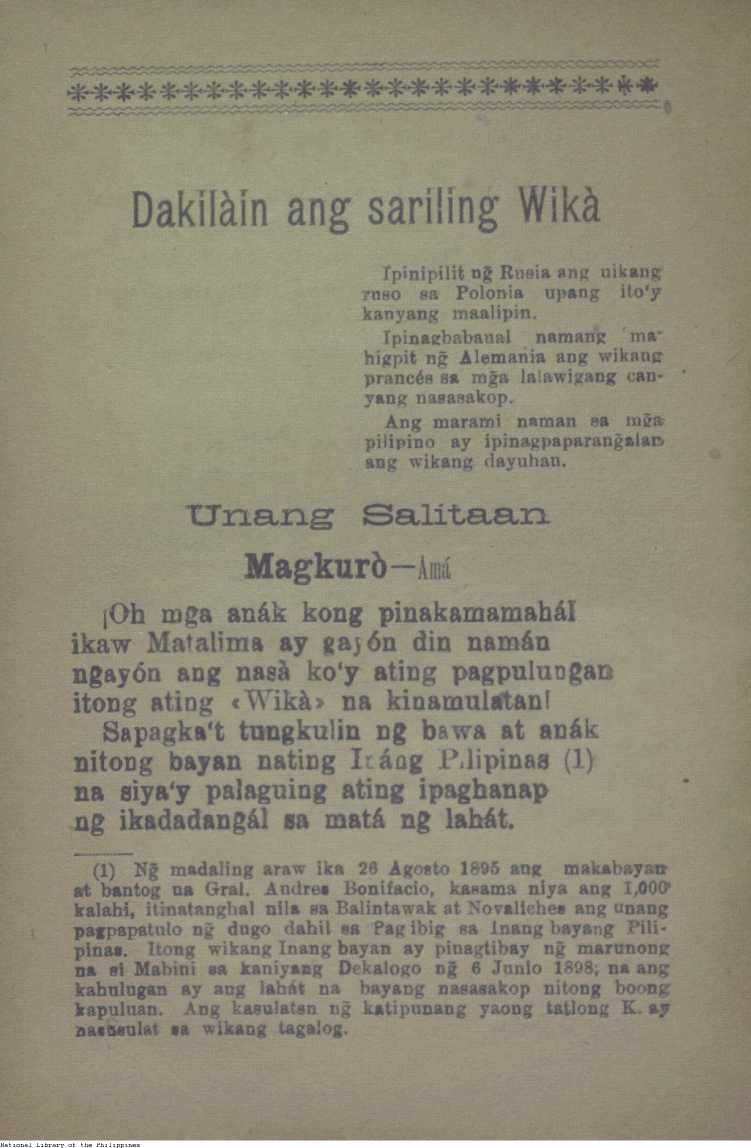 Dakilàin ang sariling Wikà
Ipinipilit ng̃ Rusia ang uikang
ruso sa Polonia upang ito'y
kanyang maalipin.
Ipinagbabaual namang ma-
higpit ng̃ Alemania ang wikang
prancés sa mg̃a lalawigang can-
yang nasasakop.
Ang marami naman sa mg̃a
pilipino ay ipinagpaparang̃alan
ang wikang dayuhan.
Unang Salitaan
Magkurò—Amá
¡Oh mga anák kong pinakamamahál
ikaw Matalima ay gayón din namán
ngayón ang nasà ko'y ating pagpulungan
itong ating «Wikà» na kinamulatan!
Sapagka't tungkulin ng bawa at anák
nitong bayan nating Ináng Pilipinas (1)
na siya'y palaguing ating ipaghanap
ng ikadadangál sa matá ng lahát.
(1) Ng̃ madaling araw ika 26 Agosto 1895 ang makabayan
at bantog na Gral. Andres Bonifacio, kasama niya ang 1,000
kalahi, itinatanghal nila sa Balintawak at Novaliches ang unang
pagpapatulo ng̃ dugo dahil sa Pag ibig sa Inang bayang Pili-
pinas. Itong wikang Inang bayan ay pinagtibay ng̃ marunong
na si Mabini sa kaniyang Dekalogo ng̃ 6 Junio 1898; na ang
kahulugan ay ang lahát na bayang nasasakop nitong boong
kapuluan. Ang kasulatan ng̃ katipunang yaong tatlong K. ay
nasusulat sa wikang tagalog.
National Library of the Philippines